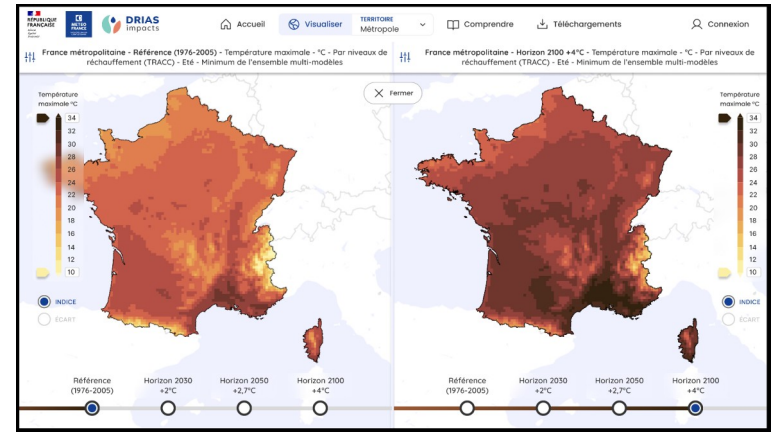 RÉPUBLIQUE
FRANÇAISE
METEO
FRANCE
DRIAS
impacts
Accueil
Visualiser
TERRITOIRE
Métropole
Comprendre
Téléchargements
Connexion
France métropolitaine - Référence (1976-2005) - Température maximale - °C - Par niveaux de
réchauffement (TRACC) - Eté - Minimum de l'ensemble multi-modèles
France métropolitaine - Horizon 2100 +4°C - Température maximale - °C - Par niveaux de
réchauffement (TRACC) - Eté - Minimum de l'ensemble multi-modèles
Fermer
Température
maximale °C
34
32
30
28
26
24
22
20
18
16
14
12
10
INDICE
ÉCART
Température
maximale °C
34
32
30
28
26
24
22
20
18
16
14
12
10
INDICE
ÉCART
Référence
(1976-2005)
Horizon 2030
+2°C
Horizon 2050
+2,7°C
Horizon 2100
+4°C
Référence
(1976-2005)
Horizon 2030
+2°C
Horizon 2050
+2,7°C
Horizon 2100
+4°C